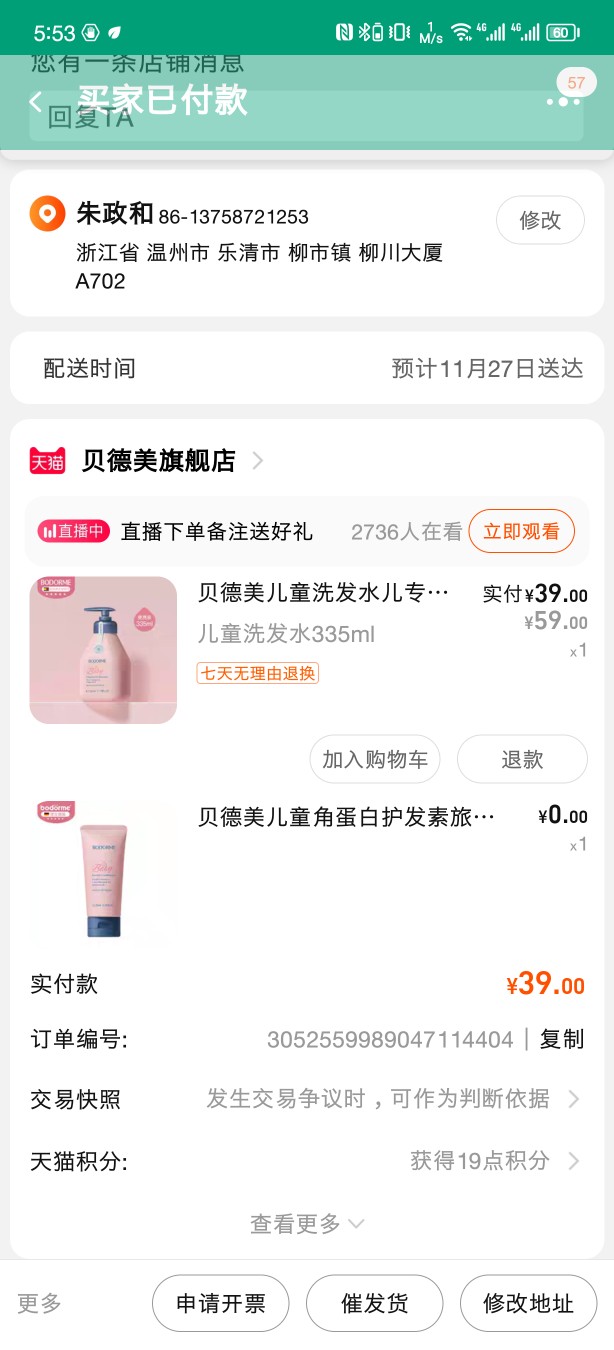 5:53
1
M/s
4G
4G
60
您有一条店铺消息
买家已付款
57
回复TA
朱政和 86-13758721253
修改
浙江省 温州市 乐清市 柳市镇 柳川大厦
A702
配送时间
预计11月27日送达
天猫 贝德美旗舰店
直播中 直播下单备注送好礼 2736人在看 立即观看
BODORME
335ml
贝德美儿童洗发水儿专… 实付¥39.00
¥59.00
儿童洗发水335ml
x1
七天无理由退换
加入购物车 退款
bodorme
贝德美儿童角蛋白护发素旅… ¥0.00
x1
BODORME
实付款 ¥39.00
订单编号: 3052559989047114404 | 复制
交易快照 发生交易争议时，可作为判断依据
天猫积分: 获得19点积分
查看更多
更多 申请开票 催发货 修改地址